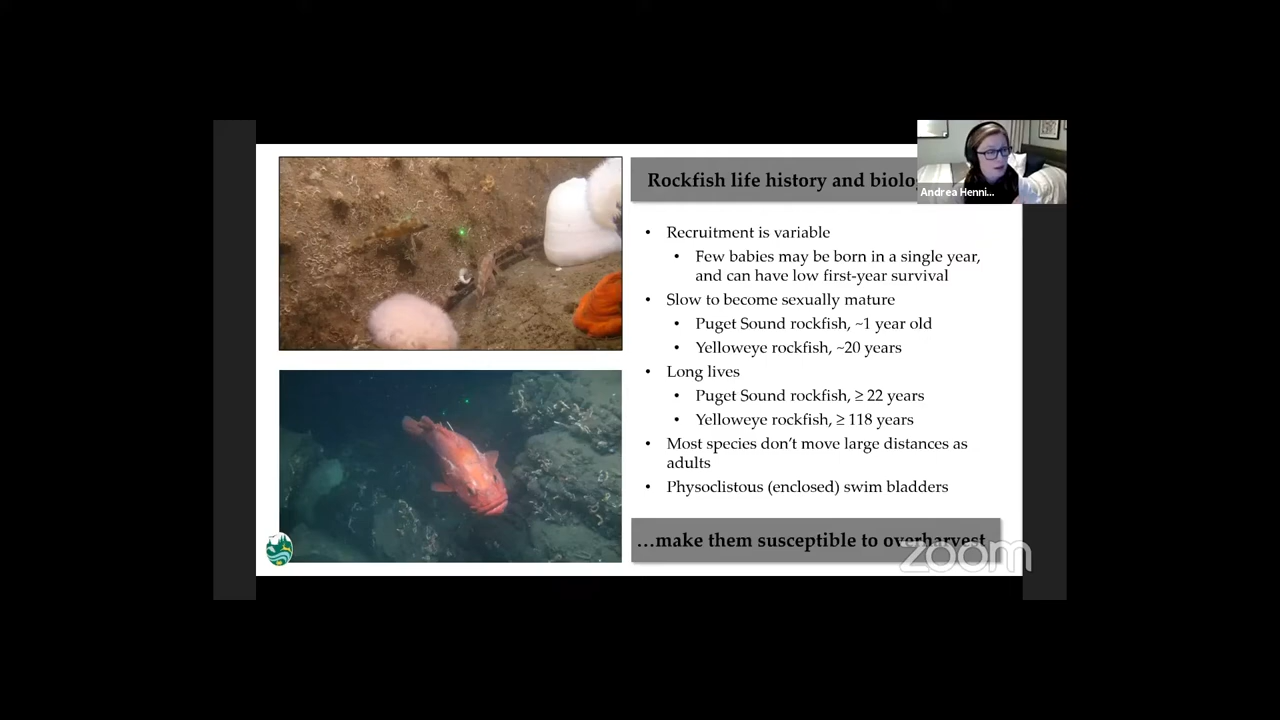 Rockfish life history and biolo
Andrea Henni...
• Recruitment is variable
• Few babies may be born in a single year,
and can have low first-year survival
• Slow to become sexually mature
• Puget Sound rockfish, ~1 year old
• Yelloweye rockfish, ~20 years
• Long lives
• Puget Sound rockfish, ≥ 22 years
• Yelloweye rockfish, ≥ 118 years
• Most species don’t move large distances as
adults
• Physoclistous (enclosed) swim bladders
…make them susceptible to overharvest
zoom